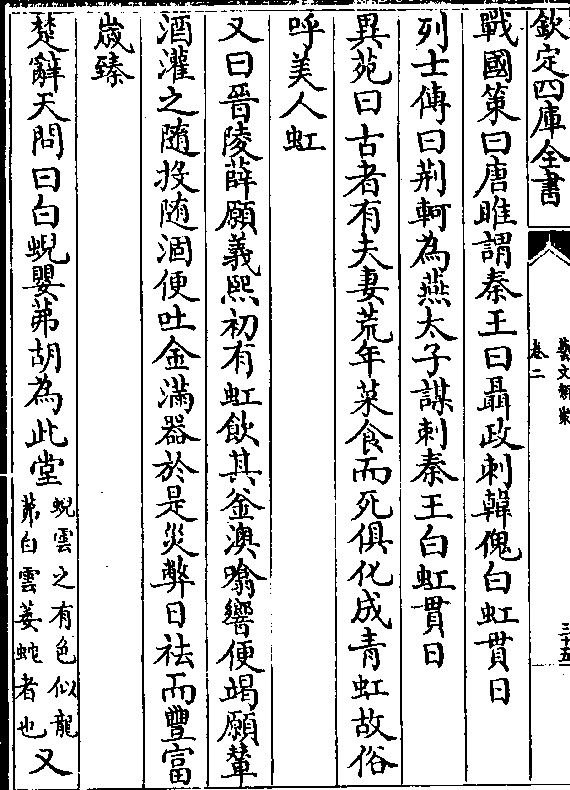 欽定四庫全書
藝文類聚
卷二
三十五
戰國策曰唐雎謂秦王曰聶政刺韓傀白虹貫日
列士傳曰荆軻為燕太子謀刺秦王白虹貫日
異苑曰古者有夫妻荒年菜食而死俱化成青虹故俗
呼美人虹
又曰晉陵薛願義熙初有虹飲其釜澳嗡響便竭願輦
酒灌之隨投隨涸便吐金滿器於是災弊日祛而豐富
歲臻
楚辭天問曰白蜺嬰茀胡為此堂蜺雲之有色似龍茀白雲萎蛇者也又